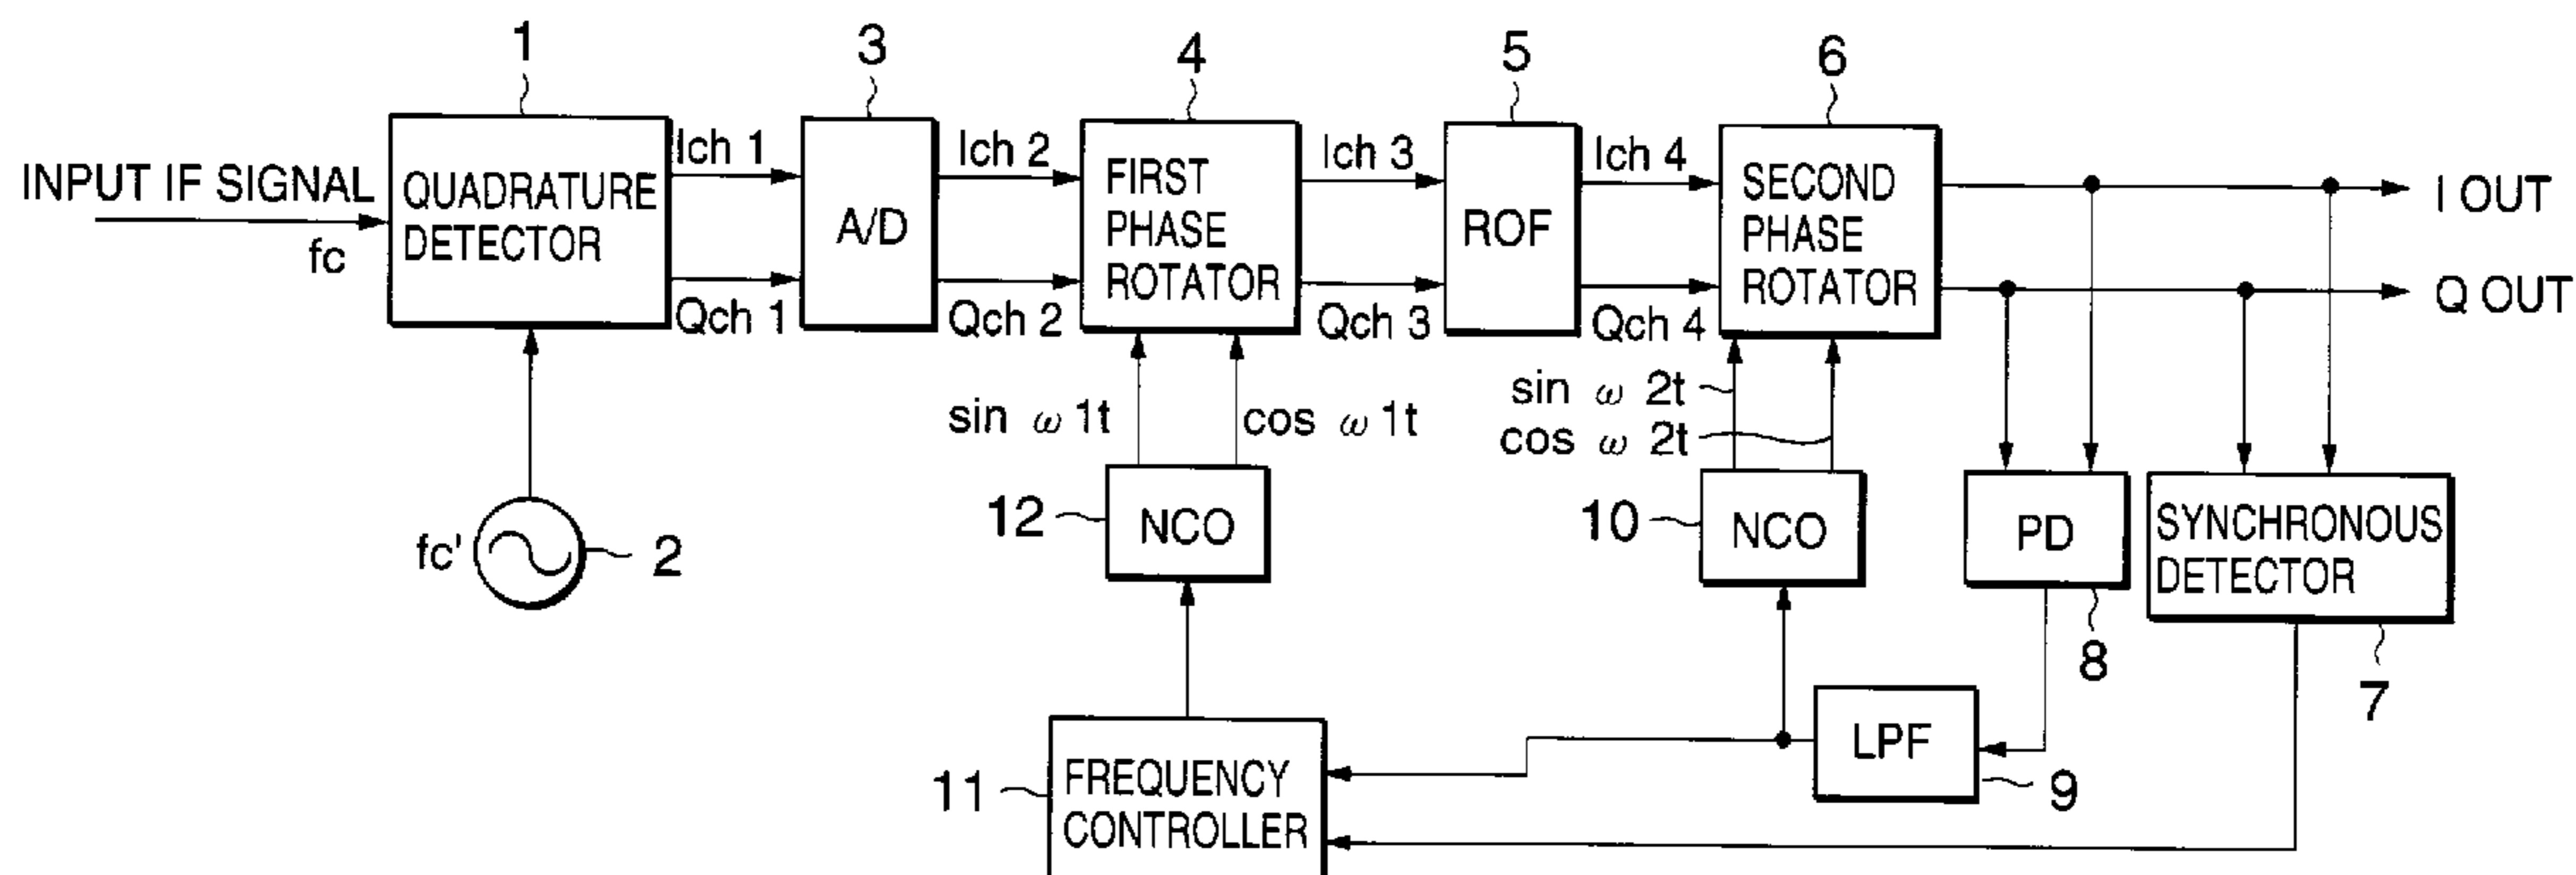 1
3
4
5
6
INPUT IF SIGNAL
fc
QUADRATURE
DETECTOR
Ich 1
Qch 1
A/D
Ich 2
Qch 2
FIRST
PHASE
ROTATOR
Ich 3
Qch 3
ROF
Ich 4
Qch 4
SECOND
PHASE
ROTATOR
I OUT
Q OUT
sin ω 1t
cos ω 1t
sin ω 2t
cos ω 2t
fc'
2
12
NCO
10
NCO
PD
8
SYNCHRONOUS
DETECTOR
7
LPF
9
11
FREQUENCY
CONTROLLER